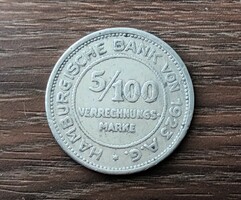 HAMBURGISCHE BANK VON 1923 A.G.
5/100
VERRECHNUNGS-
MARKE